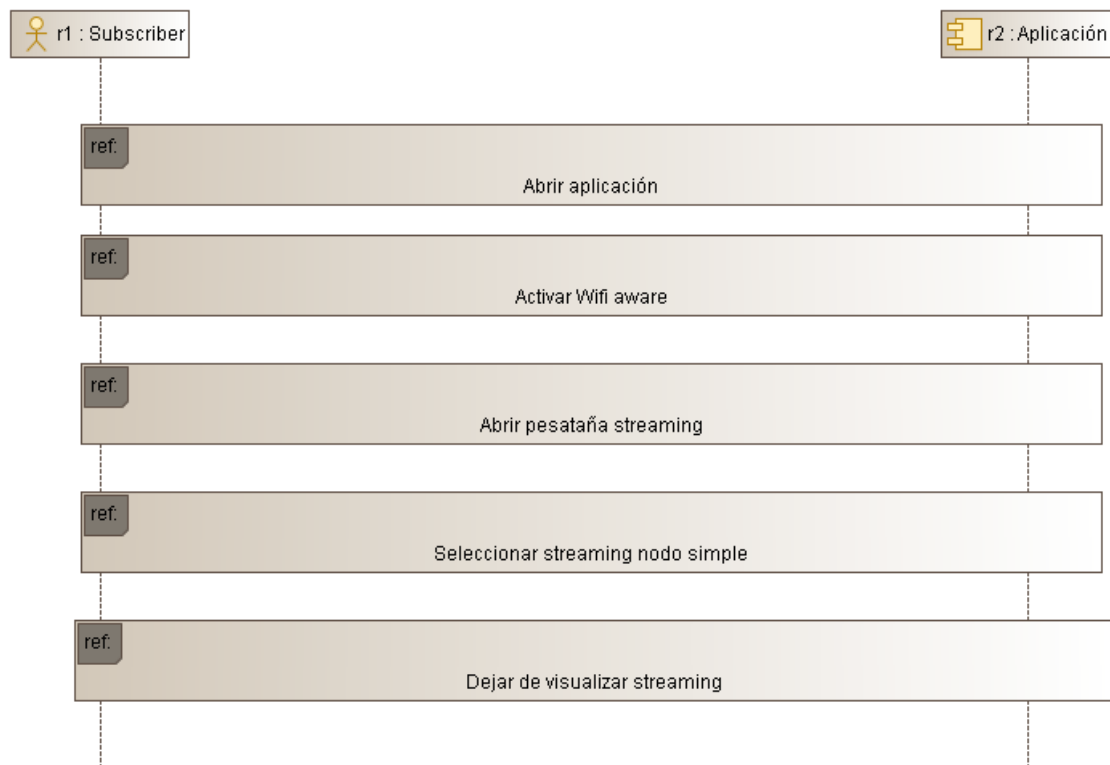 r1 : Subscriber
r2 : Aplicación
ref:
Abrir aplicación
ref:
Activar Wifi aware
ref:
Abrir pesataña streaming
ref:
Seleccionar streaming nodo simple
ref:
Dejar de visualizar streaming